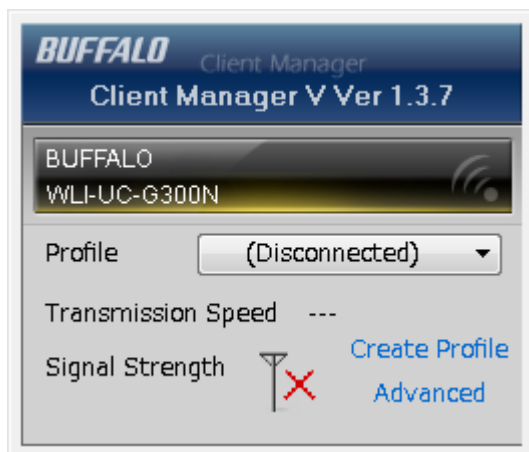 BUFFALO Client Manager
Client Manager V Ver 1.3.7
BUFFALO
WLI-UC-G300N
Profile (Disconnected)
Transmission Speed ---
Signal Strength
Create Profile
Advanced